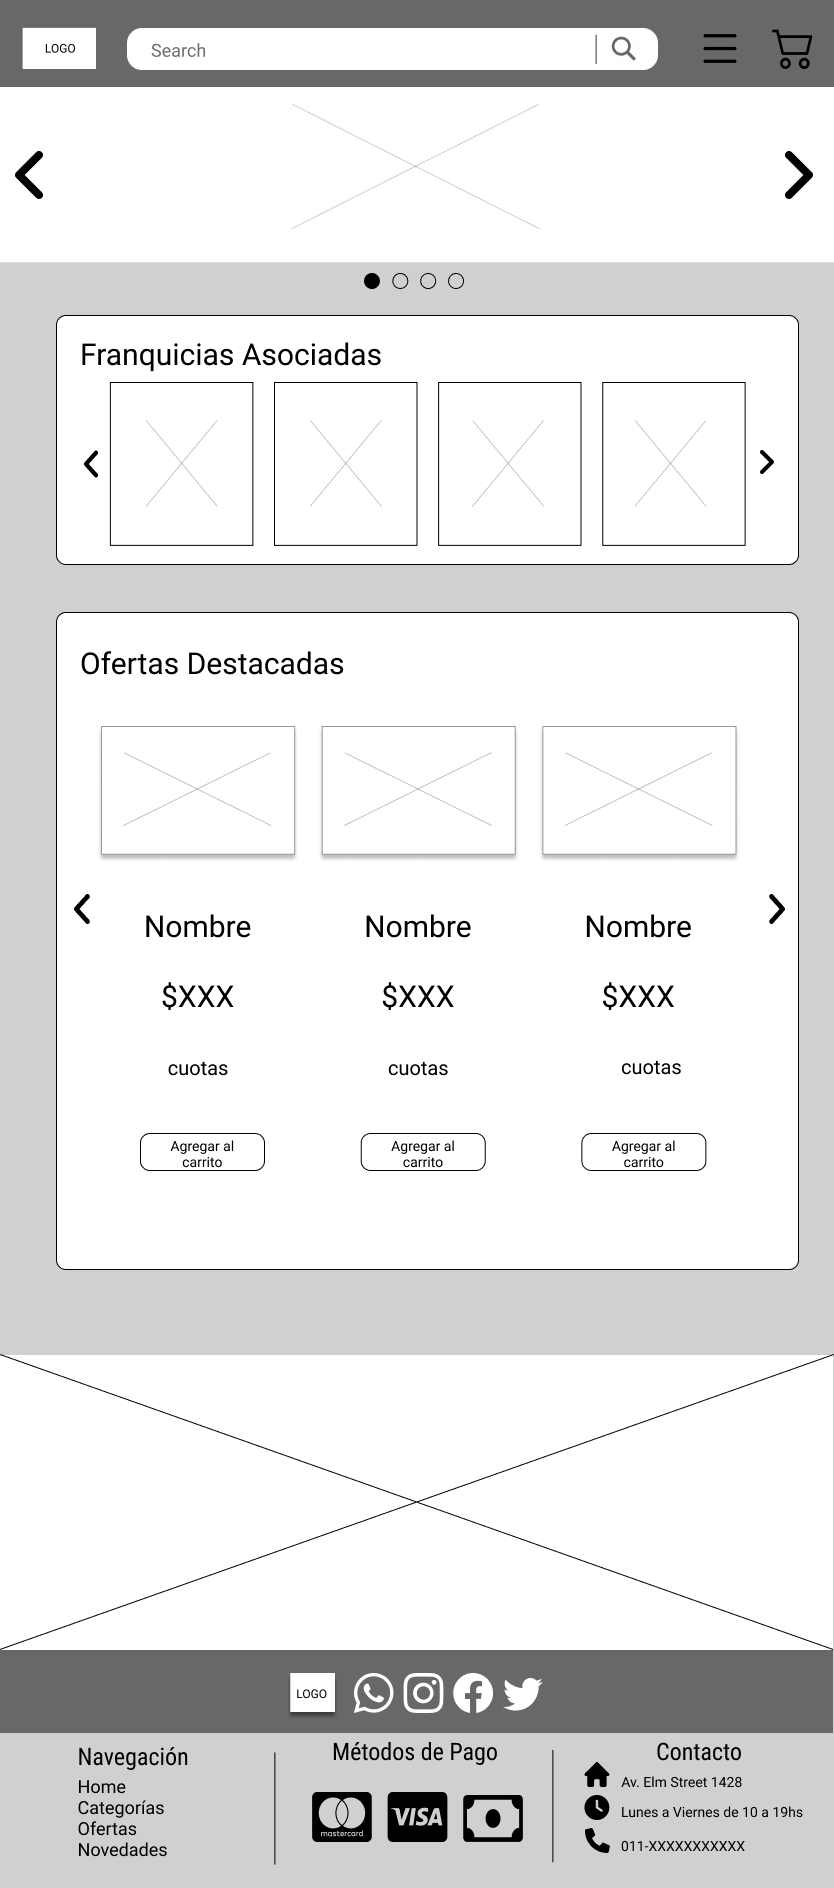 LOGO
Search
Franquicias Asociadas
Ofertas Destacadas
Nombre
Nombre
Nombre
$XXX
$XXX
$XXX
cuotas
cuotas
cuotas
Agregar al
carrito
Agregar al
carrito
Agregar al
carrito
LOGO
Navegación
Home
Categorías
Ofertas
Novedades
Métodos de Pago
mastercard
VISA
Contacto
Av. Elm Street 1428
Lunes a Viernes de 10 a 19hs
011-XXXXXXXXXXX